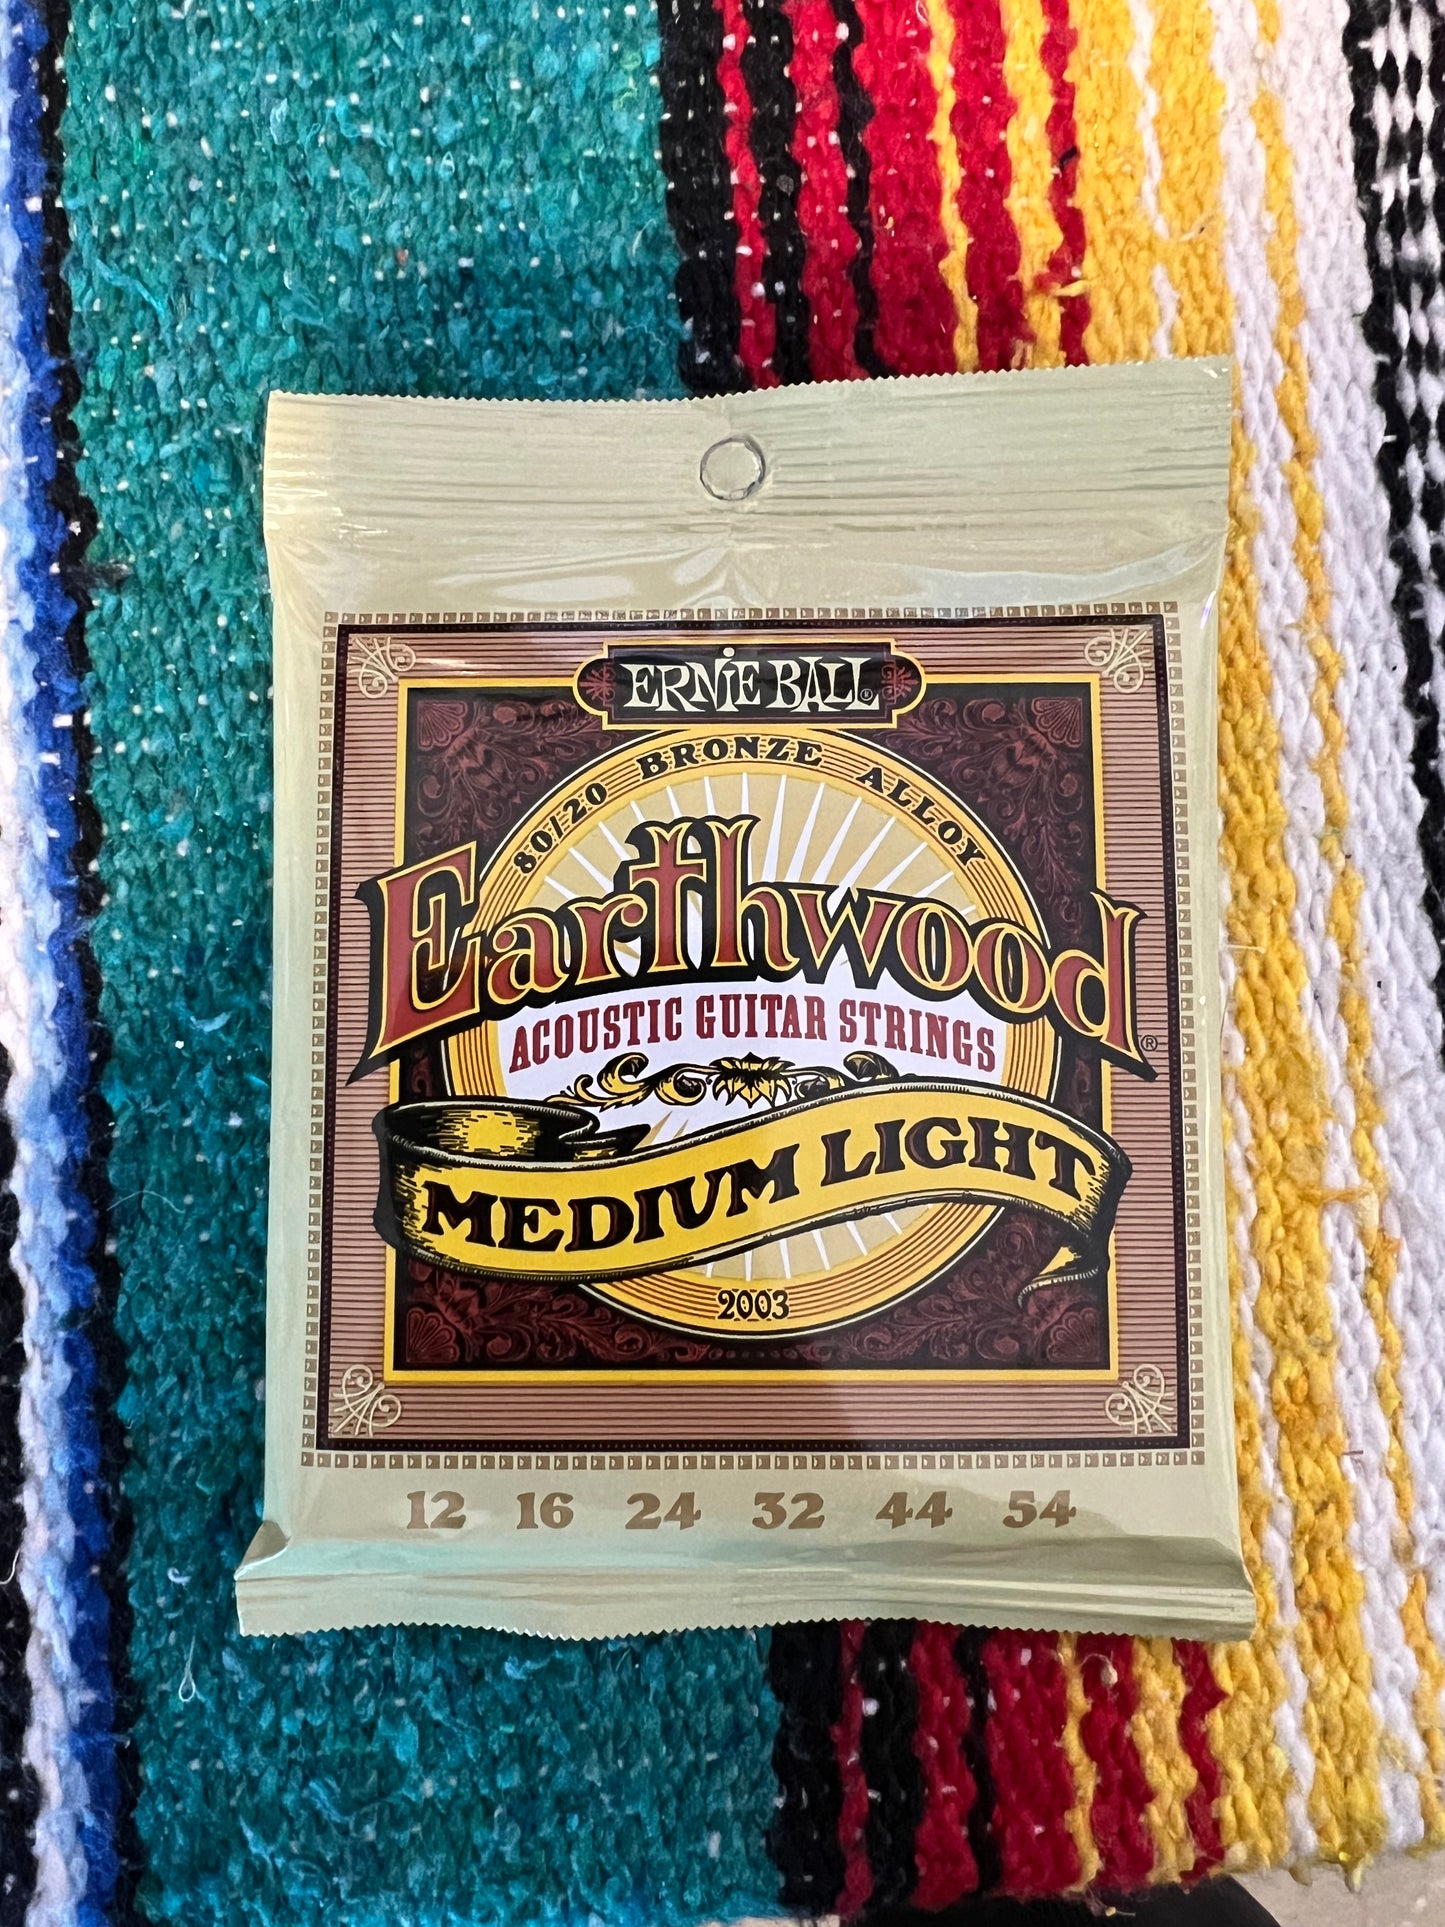 ERNiE BALL ®
80/20 BRONZE ALLOY
Earthwood ®
ACOUSTIC GUITAR STRINGS
MEDIUM LIGHT
2003
12 16 24 32 44 54